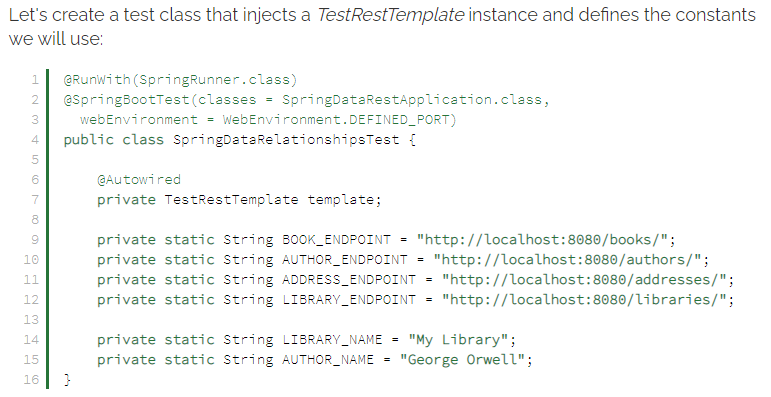 Let's create a test class that injects a TestRestTemplate instance and defines the constants
we will use:
1 @RunWith(SpringRunner.class)
2 @SpringBootTest(classes = SpringDataRestApplication.class,
3 webEnvironment = WebEnvironment.DEFINED_PORT)
4 public class SpringDataRelationshipsTest {
5
6 @Autowired
7 private TestRestTemplate template;
8
9 private static String BOOK_ENDPOINT = "http://localhost:8080/books/";
10 private static String AUTHOR_ENDPOINT = "http://localhost:8080/authors/";
11 private static String ADDRESS_ENDPOINT = "http://localhost:8080/addresses/";
12 private static String LIBRARY_ENDPOINT = "http://localhost:8080/libraries/";
13
14 private static String LIBRARY_NAME = "My Library";
15 private static String AUTHOR_NAME = "George Orwell";
16 }